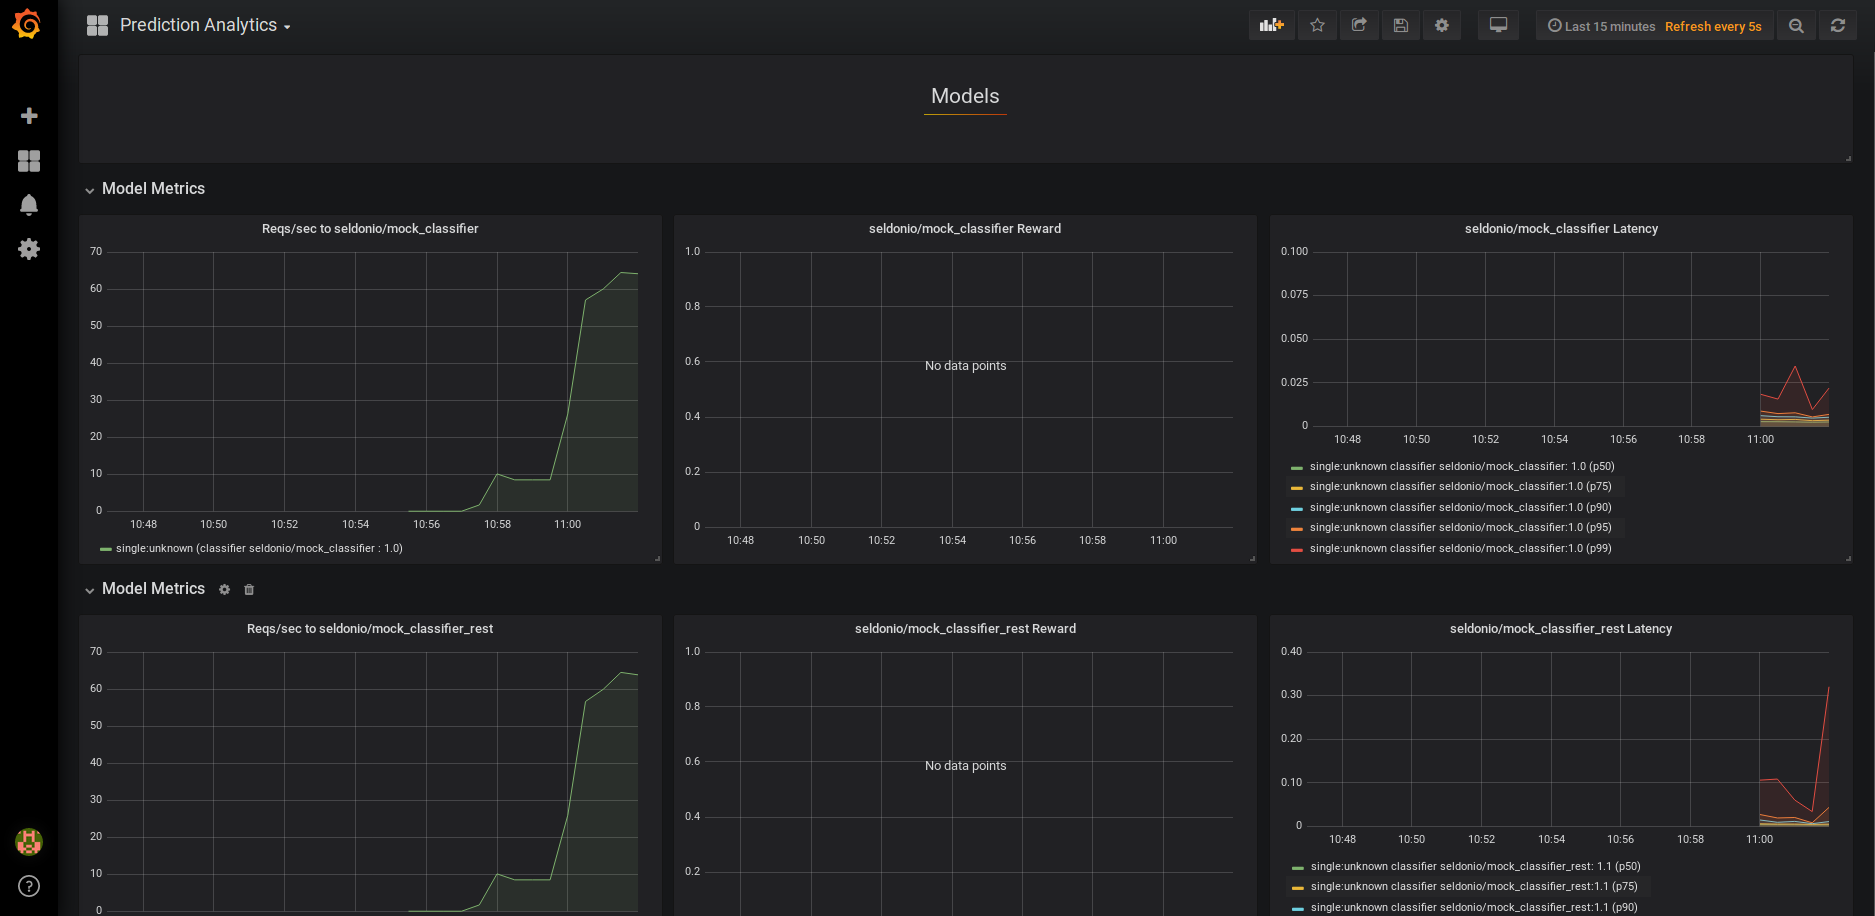 Prediction Analytics
Last 15 minutes Refresh every 5s
Models
Model Metrics
Reqs/sec to seldonio/mock_classifier
70
60
50
40
30
20
10
0
10:48 10:50 10:52 10:54 10:56 10:58 11:00
single:unknown (classifier seldonio/mock_classifier : 1.0)
seldonio/mock_classifier Reward
1.0
0.8
0.6
0.4
0.2
0
No data points
10:48 10:50 10:52 10:54 10:56 10:58 11:00
seldonio/mock_classifier Latency
0.100
0.075
0.050
0.025
0
10:48 10:50 10:52 10:54 10:56 10:58 11:00
single:unknown classifier seldonio/mock_classifier: 1.0 (p50)
single:unknown classifier seldonio/mock_classifier:1.0 (p75)
single:unknown classifier seldonio/mock_classifier:1.0 (p90)
single:unknown classifier seldonio/mock_classifier:1.0 (p95)
single:unknown classifier seldonio/mock_classifier:1.0 (p99)
Model Metrics
Reqs/sec to seldonio/mock_classifier_rest
70
60
50
40
30
20
10
0
seldonio/mock_classifier_rest Reward
1.0
0.8
0.6
0.4
0.2
No data points
seldonio/mock_classifier_rest Latency
0.40
0.30
0.20
0.10
0
10:48 10:50 10:52 10:54 10:56 10:58 11:00
single:unknown classifier seldonio/mock_classifier_rest: 1.1 (p50)
single:unknown classifier seldonio/mock_classifier_rest:1.1 (p75)
single:unknown classifier seldonio/mock_classifier_rest:1.1 (p90)